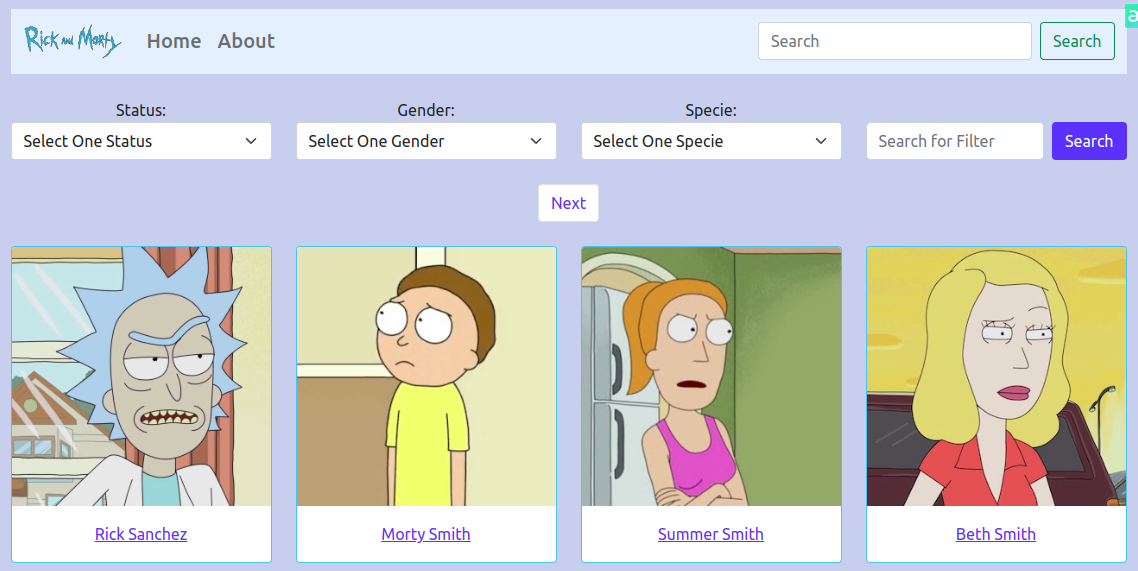 Rick and Morty Home About Search Search
a
Status: Gender: Specie:
Select One Status Select One Gender Select One Specie Search for Filter Search
Next
Rick Sanchez Morty Smith Summer Smith Beth Smith